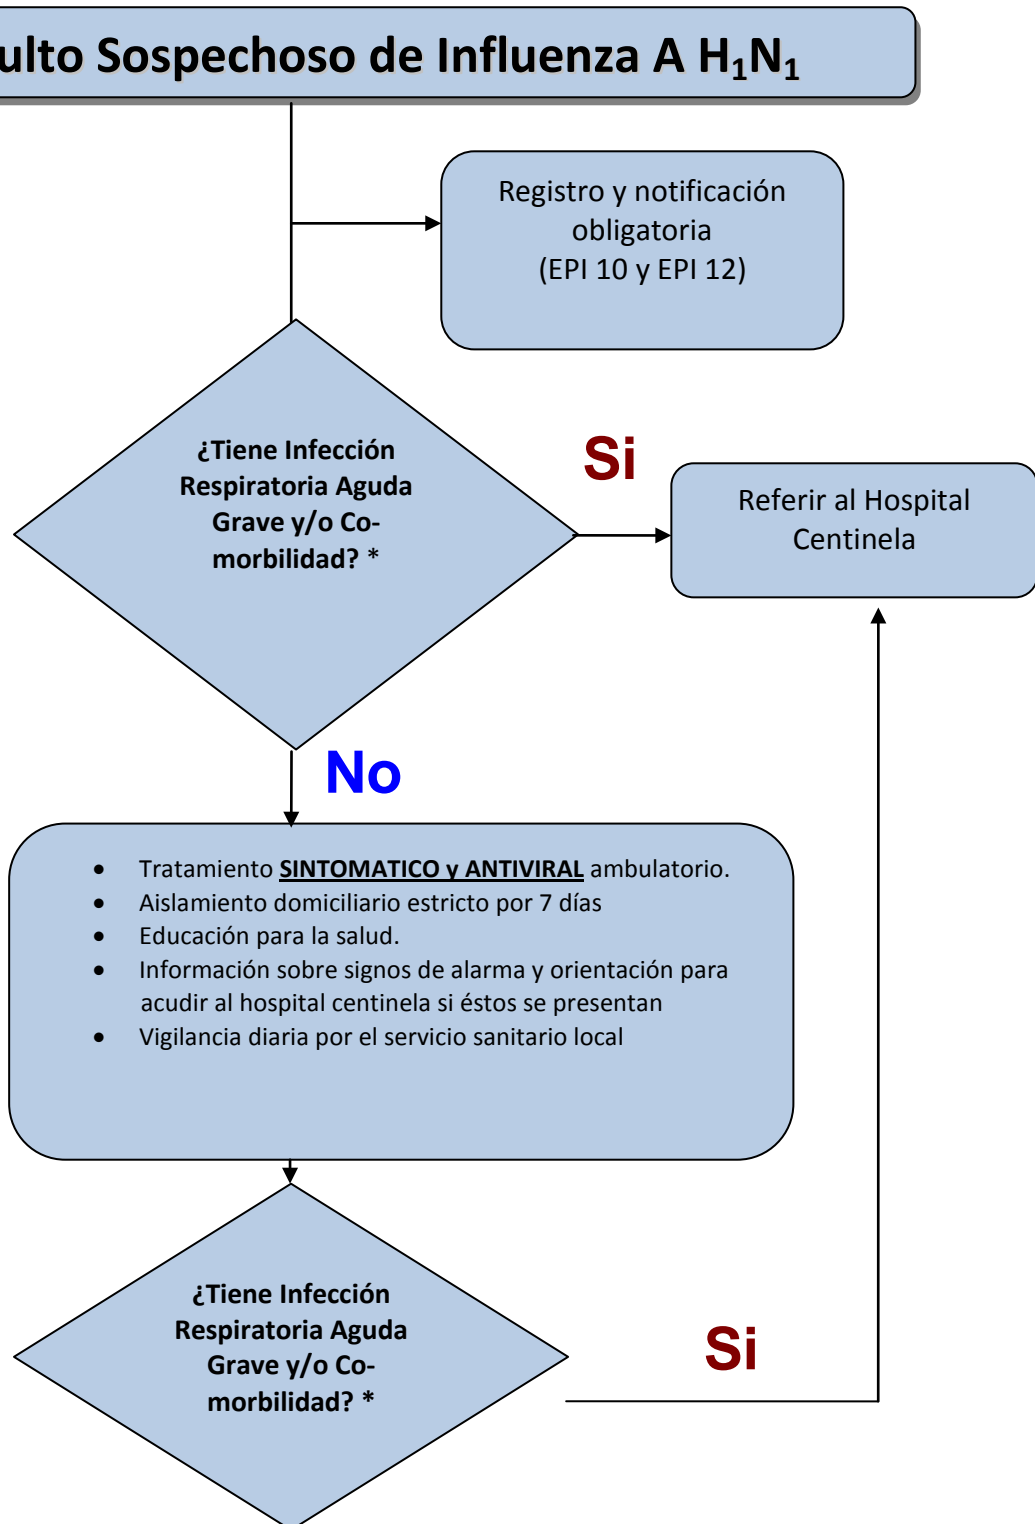 ulto Sospechoso de Influenza A H₁N₁
Registro y notificación
obligatoria
(EPI 10 y EPI 12)
¿Tiene Infección
Respiratoria Aguda
Grave y/o Co-
morbilidad? *
Si
Referir al Hospital
Centinela
No
• Tratamiento SINTOMATICO y ANTIVIRAL ambulatorio.
• Aislamiento domiciliario estricto por 7 días
• Educación para la salud.
• Información sobre signos de alarma y orientación para
acudir al hospital centinela si éstos se presentan
• Vigilancia diaria por el servicio sanitario local
¿Tiene Infección
Respiratoria Aguda
Grave y/o Co-
morbilidad? *
Si